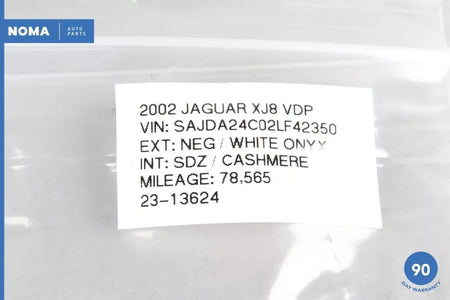 NOMA AUTO
PARTS
2002 JAGUAR XJ8 VDP
VIN: SAJDA24C02LF42350
EXT: NEG / WHITE ONYX
INT: SDZ / CASHMERE
MILEAGE: 78,565
23-13624
90
DAY WARRANTY